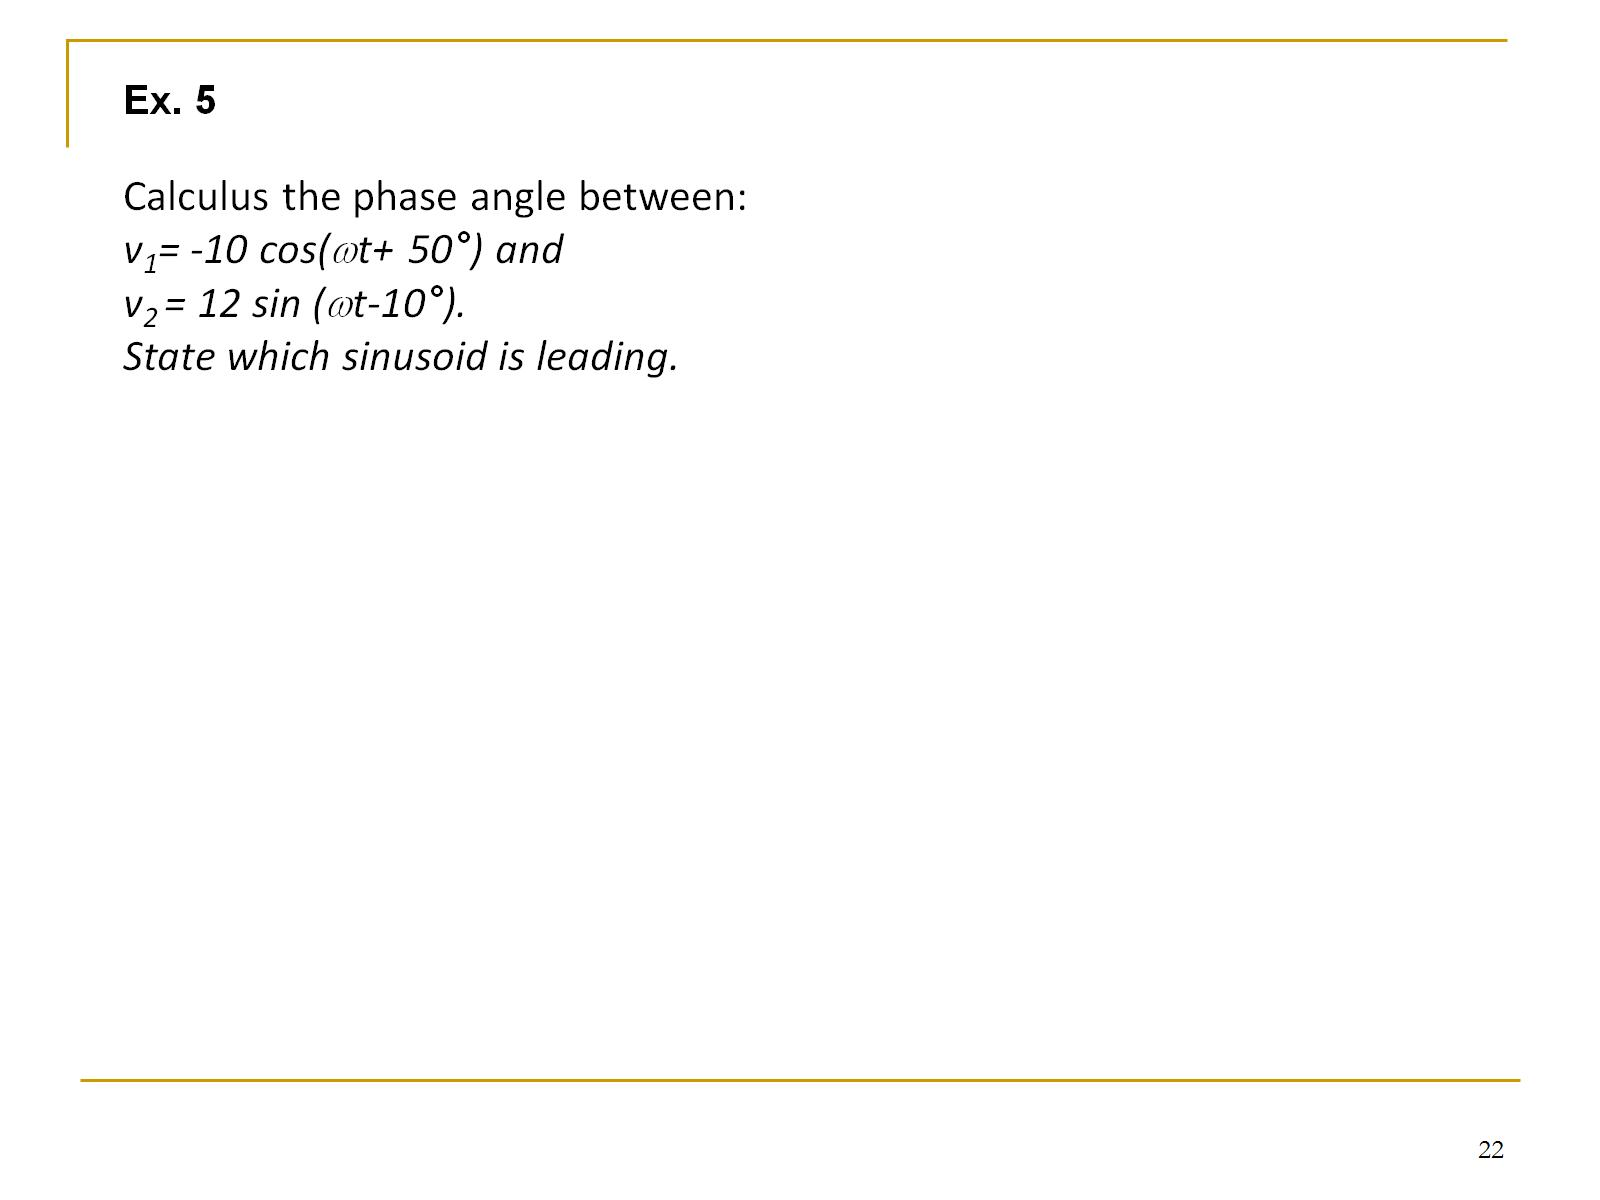 Ex. 5
Calculus the phase angle between:
v₁= -10 cos(ωt+ 50°) and
v₂ = 12 sin (ωt-10°).
State which sinusoid is leading.
22